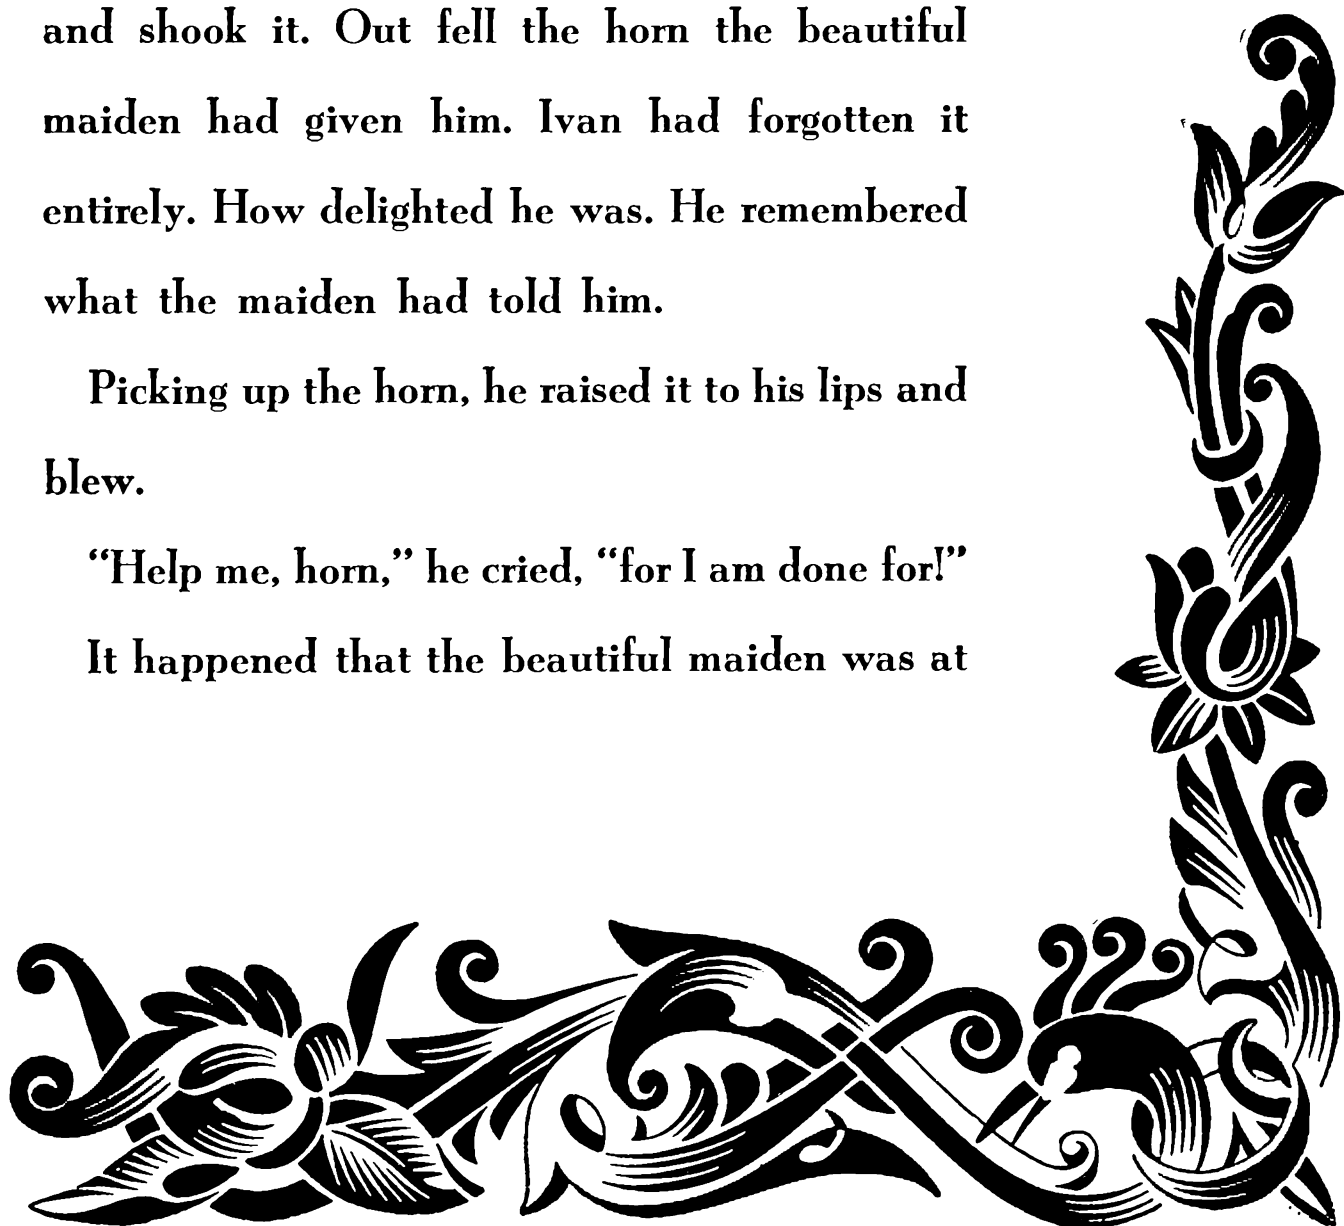 and shook it. Out fell the horn the beautiful
maiden had given him. Ivan had forgotten it
entirely. How delighted he was. He remembered
what the maiden had told him.
Picking up the horn, he raised it to his lips and
blew.
“Help me, horn,” he cried, “for I am done for!”
It happened that the beautiful maiden was at